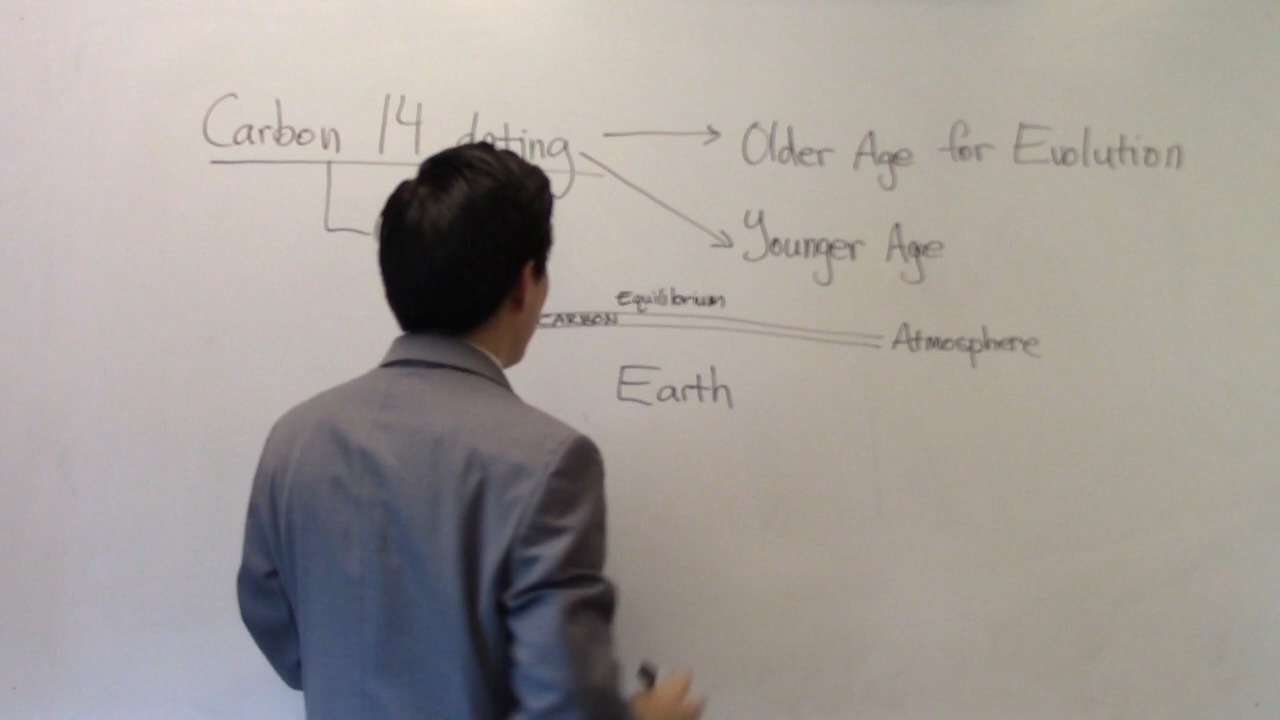 Carbon 14 dating → Older Age for Evolution
Younger Age
Equilibrium
CARBON
Atmosphere
Earth